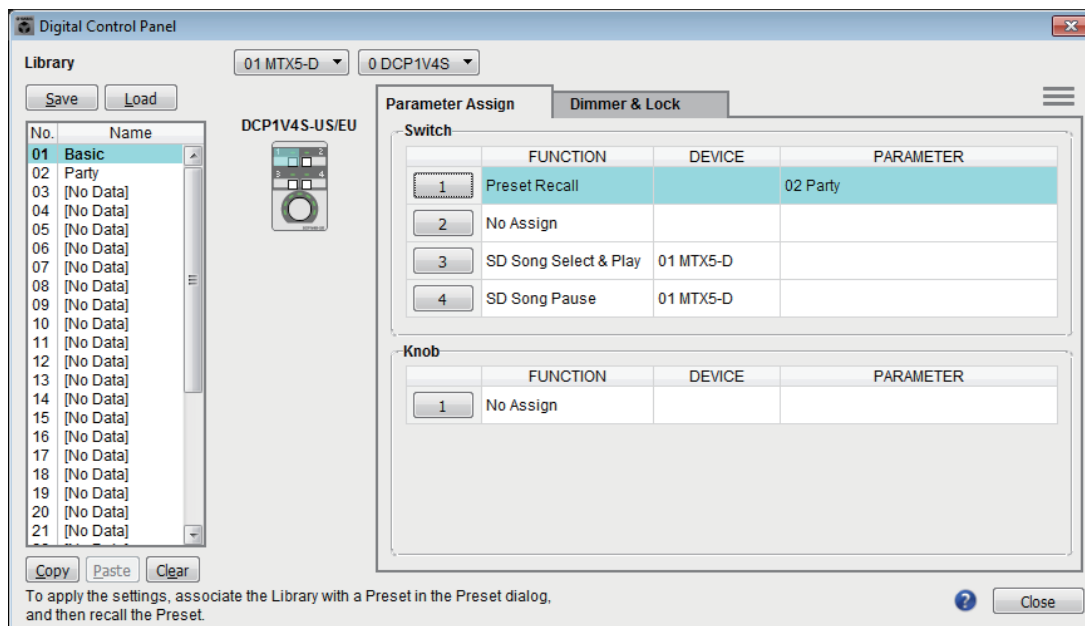 Digital Control Panel
Library
01 MTX5-D
0 DCP1V4S
Save
Load
No. Name
01 Basic
02 Party
03 [No Data]
04 [No Data]
05 [No Data]
06 [No Data]
07 [No Data]
08 [No Data]
09 [No Data]
10 [No Data]
11 [No Data]
12 [No Data]
13 [No Data]
14 [No Data]
15 [No Data]
16 [No Data]
17 [No Data]
18 [No Data]
19 [No Data]
20 [No Data]
21 [No Data]
Copy
Paste
Clear
DCP1V4S-US/EU
1 2
3 4
Parameter Assign
Dimmer & Lock
Switch
FUNCTION DEVICE PARAMETER
1 Preset Recall 02 Party
2 No Assign
3 SD Song Select & Play 01 MTX5-D
4 SD Song Pause 01 MTX5-D
Knob
FUNCTION DEVICE PARAMETER
1 No Assign
To apply the settings, associate the Library with a Preset in the Preset dialog,
and then recall the Preset.
?
Close